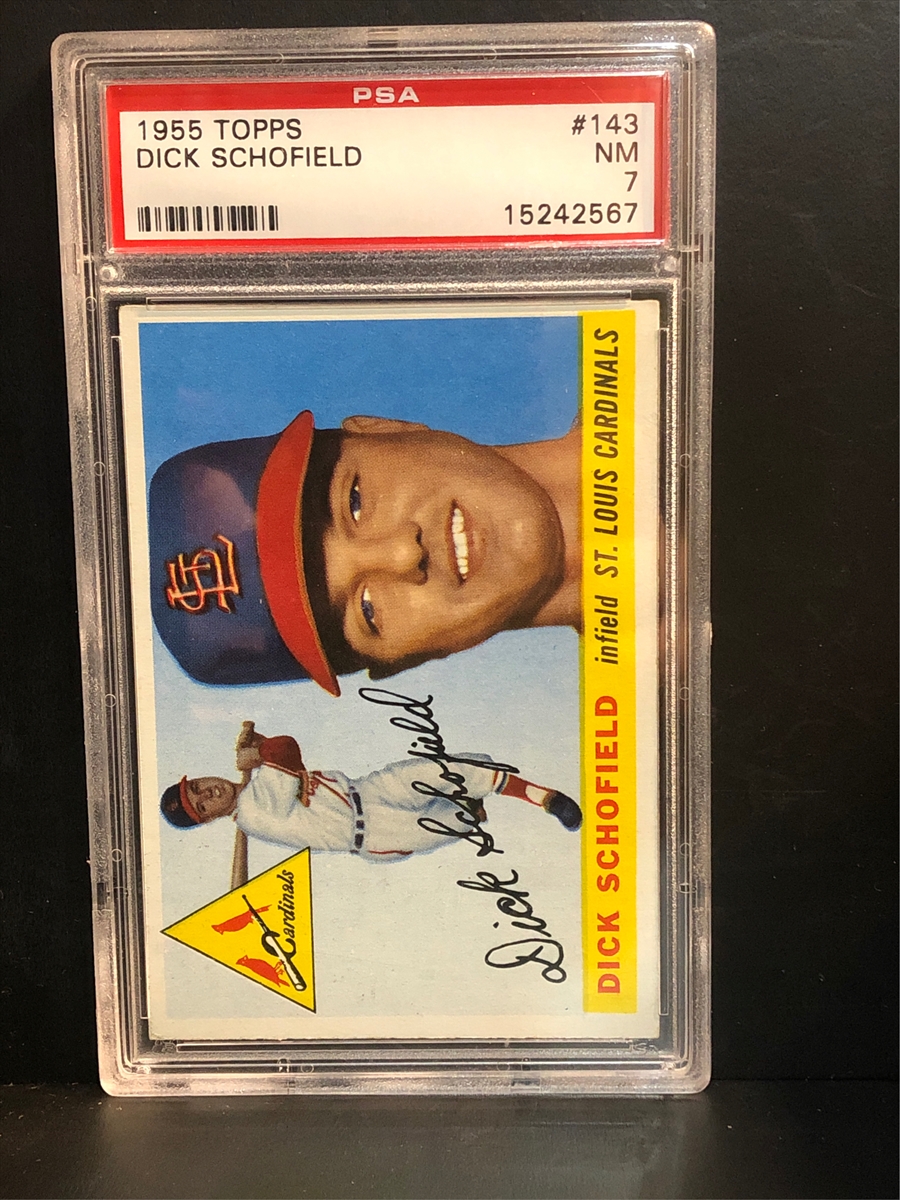 PSA
1955 TOPPS
DICK SCHOFIELD
#143
NM
7
15242567
StL
Cardinals
Dick Schofield
DICK SCHOFIELD infield ST. LOUIS CARDINALS